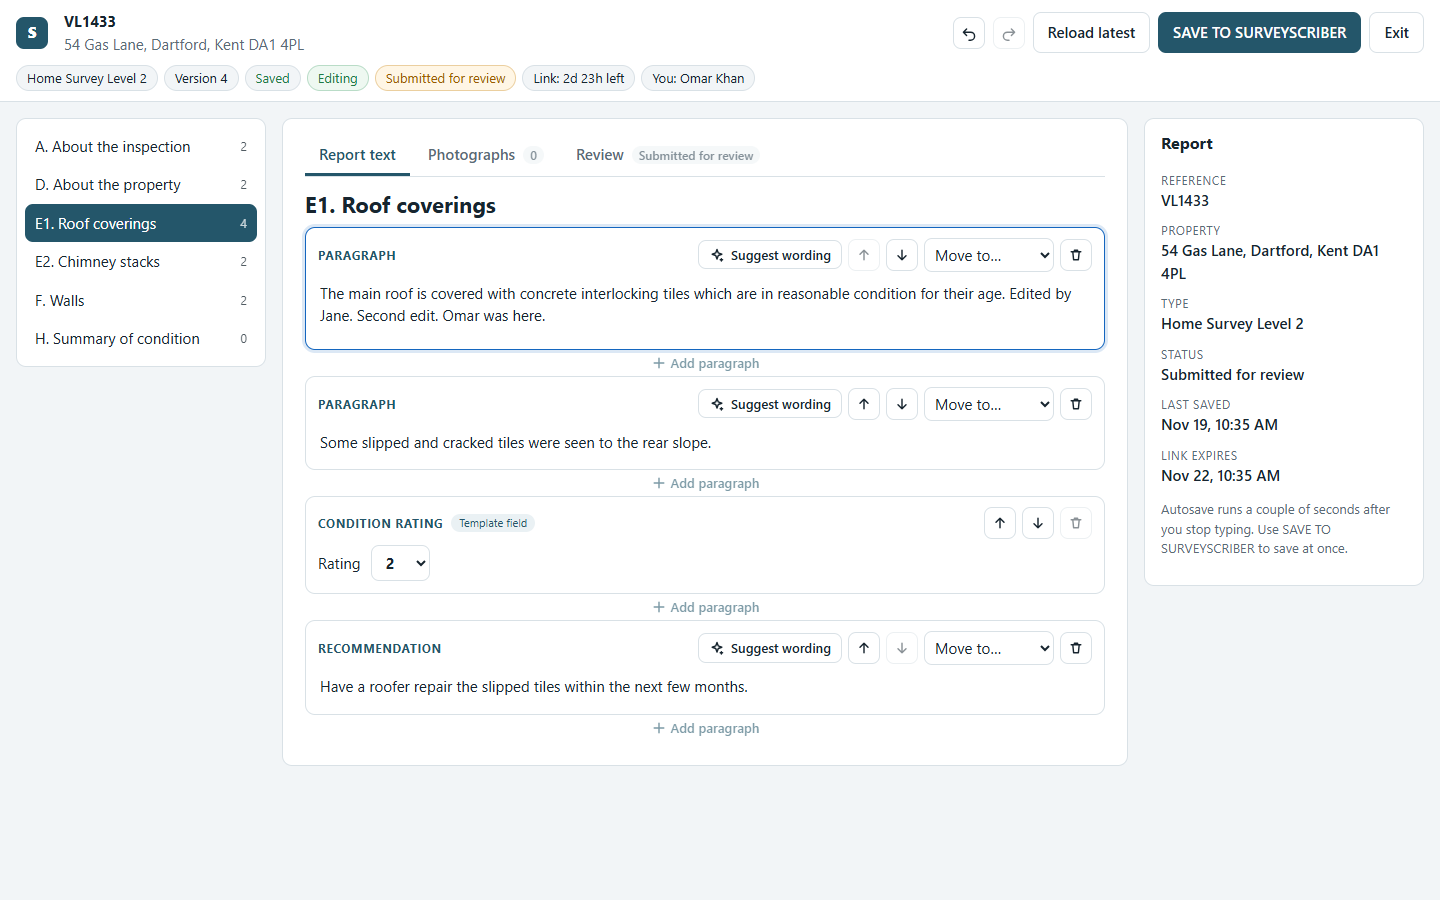 S
VL1433
54 Gas Lane, Dartford, Kent DA1 4PL
Reload latest
SAVE TO SURVEYSCRIBER
Exit
Home Survey Level 2
Version 4
Saved
Editing
Submitted for review
Link: 2d 23h left
You: Omar Khan
A. About the inspection 2
D. About the property 2
E1. Roof coverings 4
E2. Chimney stacks 2
F. Walls 2
H. Summary of condition 0
Report text
Photographs 0
Review Submitted for review
E1. Roof coverings
PARAGRAPH
Suggest wording
Move to...
The main roof is covered with concrete interlocking tiles which are in reasonable condition for their age. Edited by
Jane. Second edit. Omar was here.
+ Add paragraph
PARAGRAPH
Suggest wording
Move to...
Some slipped and cracked tiles were seen to the rear slope.
+ Add paragraph
CONDITION RATING Template field
Rating 2
+ Add paragraph
RECOMMENDATION
Suggest wording
Move to...
Have a roofer repair the slipped tiles within the next few months.
+ Add paragraph
Report
REFERENCE
VL1433
PROPERTY
54 Gas Lane, Dartford, Kent DA1
4PL
TYPE
Home Survey Level 2
STATUS
Submitted for review
LAST SAVED
Nov 19, 10:35 AM
LINK EXPIRES
Nov 22, 10:35 AM
Autosave runs a couple of seconds after
you stop typing. Use SAVE TO
SURVEYSCRIBER to save at once.